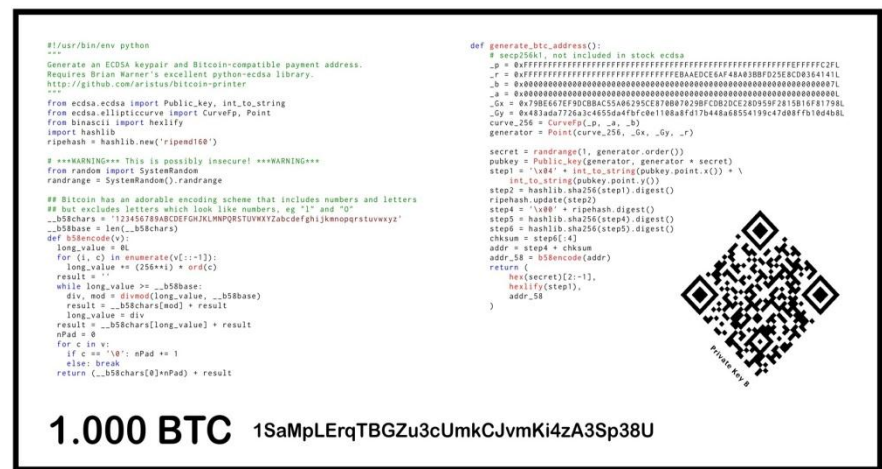 #!/usr/bin/env python
"""
Generate an ECDSA keypair and Bitcoin-compatible payment address.
Requires Brian Warner's excellent python-ecdsa library.
http://github.com/aristus/bitcoin-printer
"""
from ecdsa.ecdsa import Public_key, int_to_string
from ecdsa.ellipticcurve import CurveFp, Point
from binascii import hexlify
import hashlib
ripehash = hashlib.new('ripemd160')

# ***WARNING*** This is possibly insecure! ***WARNING***
from random import SystemRandom
randrange = SystemRandom().randrange

## Bitcoin has an adorable encoding scheme that includes numbers and letters
## but excludes letters which look like numbers, eg "l" and "O"
__b58chars = '123456789ABCDEFGHJKLMNPQRSTUVWXYZabcdefghijkmnopqrstuvwxyz'
__b58base = len(__b58chars)
def b58encode(v):
  long_value = 0L
  for (i, c) in enumerate(v[::-1]):
    long_value += (256**i) * ord(c)
  result = ''
  while long_value >= __b58base:
    div, mod = divmod(long_value, __b58base)
    result = __b58chars[mod] + result
    long_value = div
  result = __b58chars[long_value] + result
  nPad = 0
  for c in v:
    if c == '\0': nPad += 1
    else: break
  return (__b58chars[0]*nPad) + result

def generate_btc_address():
  # secp256k1, not included in stock ecdsa
  _p = 0xFFFFFFFFFFFFFFFFFFFFFFFFFFFFFFFFFFFFFFFFFFFFFFFFFFFFFFFEFFFFFC2FL
  _r = 0xFFFFFFFFFFFFFFFFFFFFFFFFFFFFFFFEBAAEDCE6AF48A03BBFD25E8CD0364141L
  _b = 0x0000000000000000000000000000000000000000000000000000000000000007L
  _a = 0x0000000000000000000000000000000000000000000000000000000000000000L
  _Gx = 0x79BE667EF9DCBBAC55A06295CE870B07029BFCDB2DCE28D959F2815B16F81798L
  _Gy = 0x483ada7726a3c4655da4fbfc0e1108a8fd17b448a68554199c47d08ffb10d4b8L
  curve_256 = CurveFp(_p, _a, _b)
  generator = Point(curve_256, _Gx, _Gy, _r)

  secret = randrange(1, generator.order())
  pubkey = Public_key(generator, generator * secret)
  step1 = '\x04' + int_to_string(pubkey.point.x()) + \
      int_to_string(pubkey.point.y())
  step2 = hashlib.sha256(step1).digest()
  ripehash.update(step2)
  step4 = '\x00' + ripehash.digest()
  step5 = hashlib.sha256(step4).digest()
  step6 = hashlib.sha256(step5).digest()
  chksum = step6[:4]
  addr = step4 + chksum
  addr_58 = b58encode(addr)
  return (
      hex(secret)[2:-1],
      hexlify(step1),
      addr_58
  )
Private Key B
1.000 BTC 1SaMpLErqTBGZu3cUmkCJvmKi4zA3Sp38U